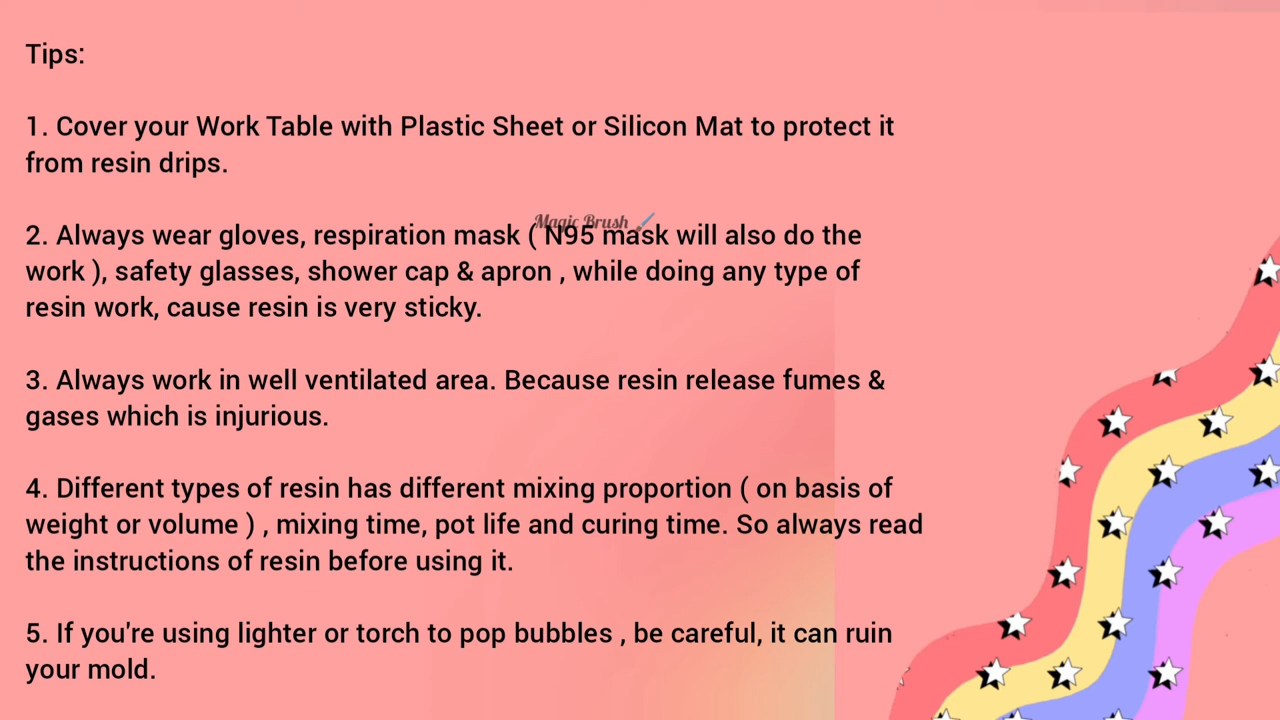 Tips:
1. Cover your Work Table with Plastic Sheet or Silicon Mat to protect it
from resin drips.
Magic Brush
2. Always wear gloves, respiration mask ( N95 mask will also do the
work ), safety glasses, shower cap & apron , while doing any type of
resin work, cause resin is very sticky.
3. Always work in well ventilated area. Because resin release fumes &
gases which is injurious.
4. Different types of resin has different mixing proportion ( on basis of
weight or volume ) , mixing time, pot life and curing time. So always read
the instructions of resin before using it.
5. If you're using lighter or torch to pop bubbles , be careful, it can ruin
your mold.